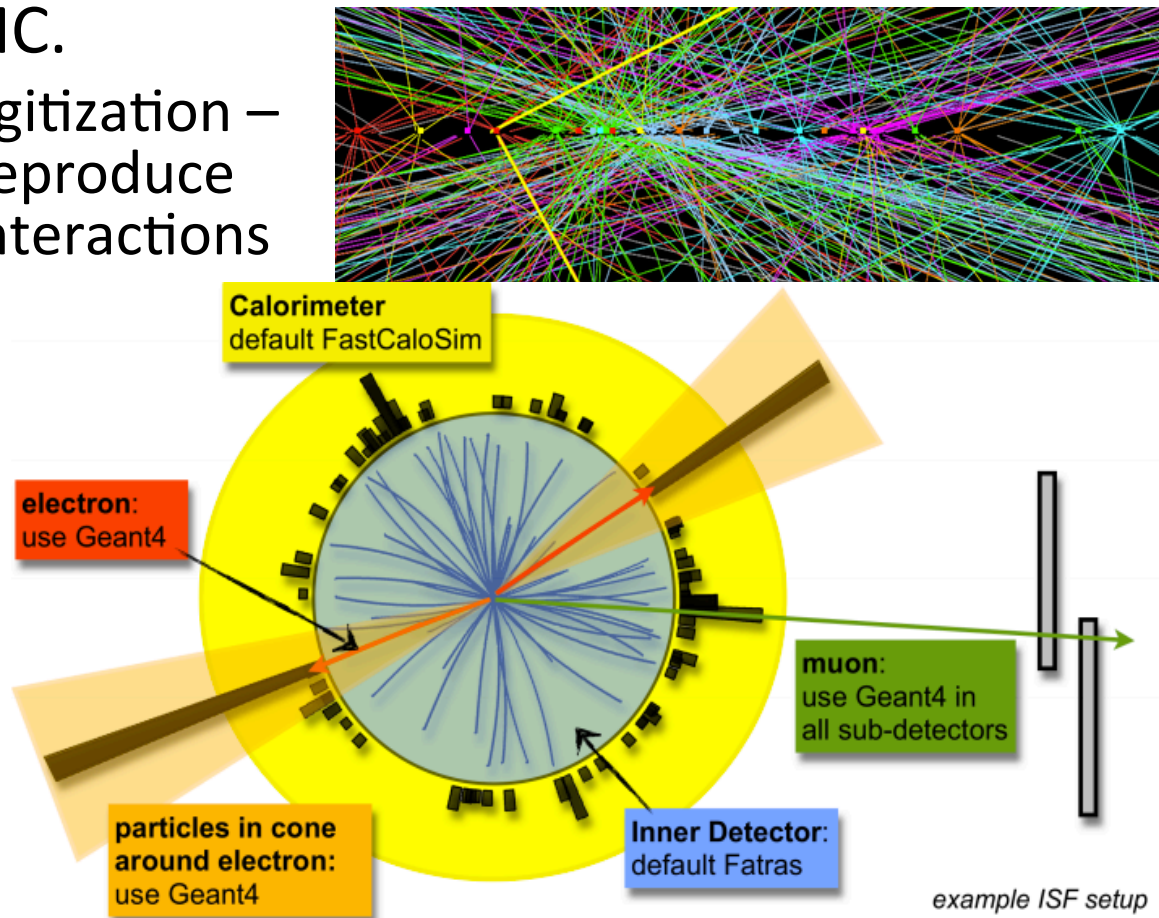 IC.
gitization –
eproduce
nteractions
Calorimeter
default FastCaloSim
electron:
use Geant4
muon:
use Geant4 in
all sub-detectors
particles in cone
around electron:
use Geant4
Inner Detector:
default Fatras
example ISF setup